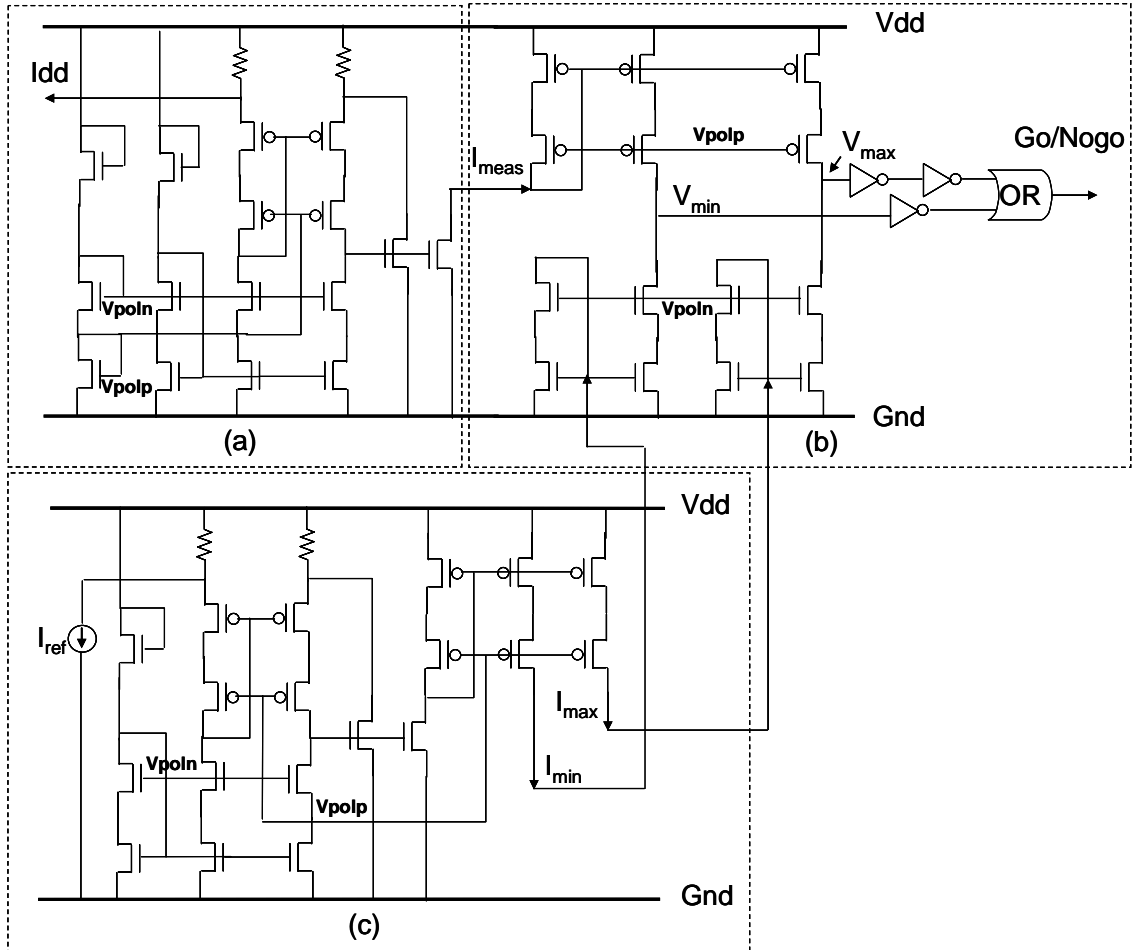 Vdd
Idd
Vpolp
Vmax
Go/Nogo
Imeas
OR
Vmin
Vpoln
Vpoln
Vpolp
Gnd
(a)
(b)
Vdd
Iref
Imax
Vpoln
Imin
Vpolp
Gnd
(c)